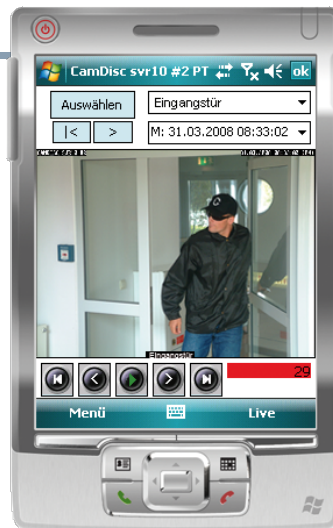 CamDisc svr10 #2 PT ok
Auswählen Eingangstür
|< > M: 31.03.2008 08:33:02
Eingangstür
29
Menü Live